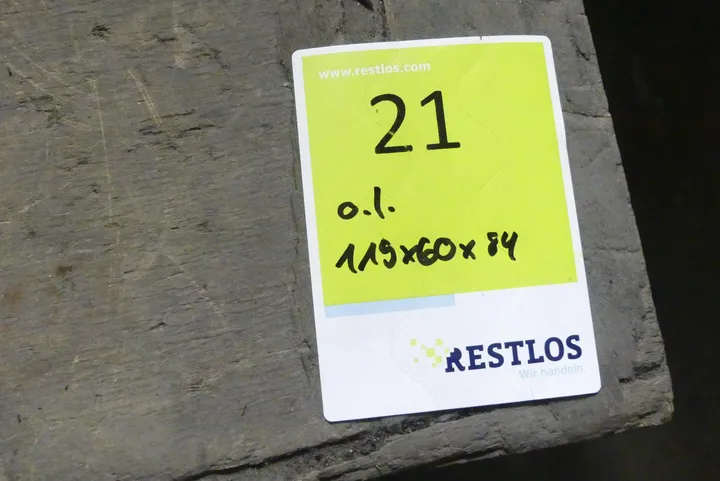 www.restlos.com
21
o.l.
119x60x84
RESTLOS
Wir handeln.